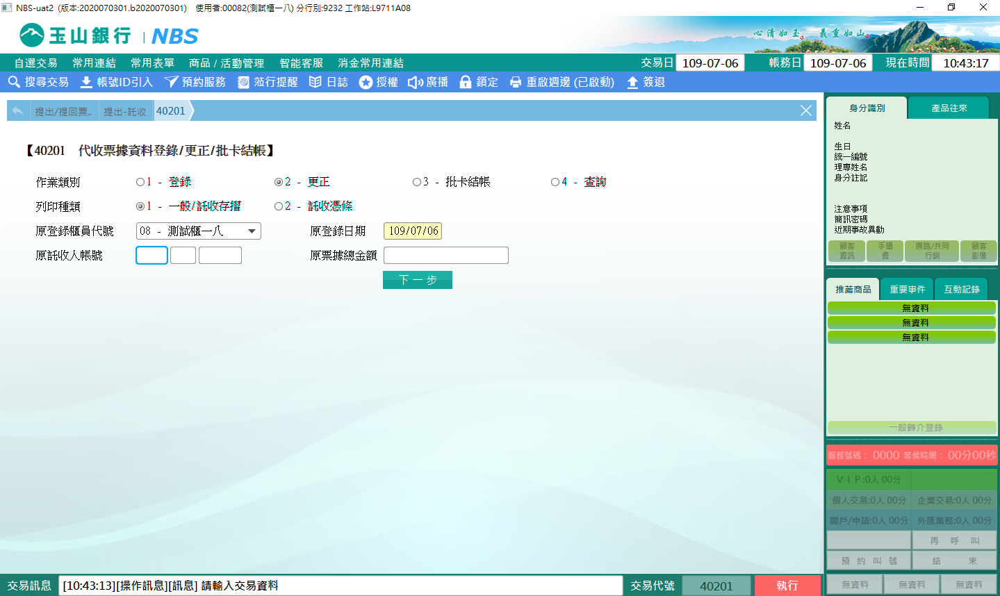 NBS-uat2 (版本:2020070301.b2020070301) 使用者:00082(測試櫃一八) 分行別:9232 工作站:L9711A08
玉山銀行 | NBS
心清如玉。義重如山。
自選交易 常用連結 常用表單 商品 / 活動管理 智能客服 消金常用連結 交易日 109-07-06 帳務日 109-07-06 現在時間 10:43:17
搜尋交易 帳號ID引入 預約服務 蒞行提醒 日誌 授權 廣播 鎖定 重啟週邊 (已啟動) 簽退
提出/提回票.. 提出-託收 40201
【40201 代收票據資料登錄/更正/批卡結帳】
作業類別 1 - 登錄 2 - 更正 3 - 批卡結帳 4 - 查詢
列印種類 1 - 一般/託收存摺 2 - 託收憑條
原登錄櫃員代號 08 - 測試櫃一八 原登錄日期 109/07/06
原託收人帳號 原票據總金額
下一步
身分識別 產品往來
姓名
生日
統一編號
理專姓名
身分註記
注意事項
簡訊密碼
近期事故異動
顧客資訊 手續費 通路/共同行銷 顧客影像
推薦商品 重要事件 互動記錄
無資料
無資料
無資料
一般轉介登錄
服務號碼： 0000 等候時間： 00分00秒
ＶＩＰ:0人 00分
個人交易:0人 00分 企業交易:0人 00分
開戶/申請:0人 00分 外匯業務:0人 00分
再 呼 叫
預 約 叫 號 結 束
無資料 無資料 無資料
交易訊息 [10:43:13][操作訊息][訊息] 請輸入交易資料 交易代號 40201 執行